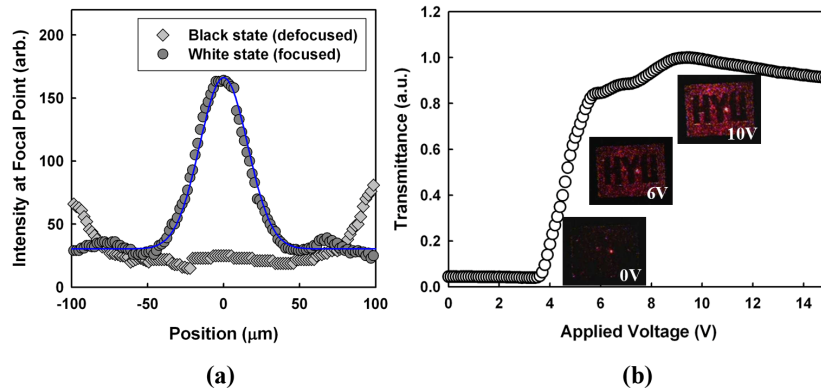 Black state (defocused)
White state (focused)
200
150
100
50
0
Intensity at Focal Point (arb.)
-100
-50
0
50
100
Position (μm)
(a)
1.0
0.8
0.6
0.4
0.2
0.0
Transmittance (a.u.)
HYU
10V
HYU
6V
0V
0
2
4
6
8
10
12
14
Applied Voltage (V)
(b)